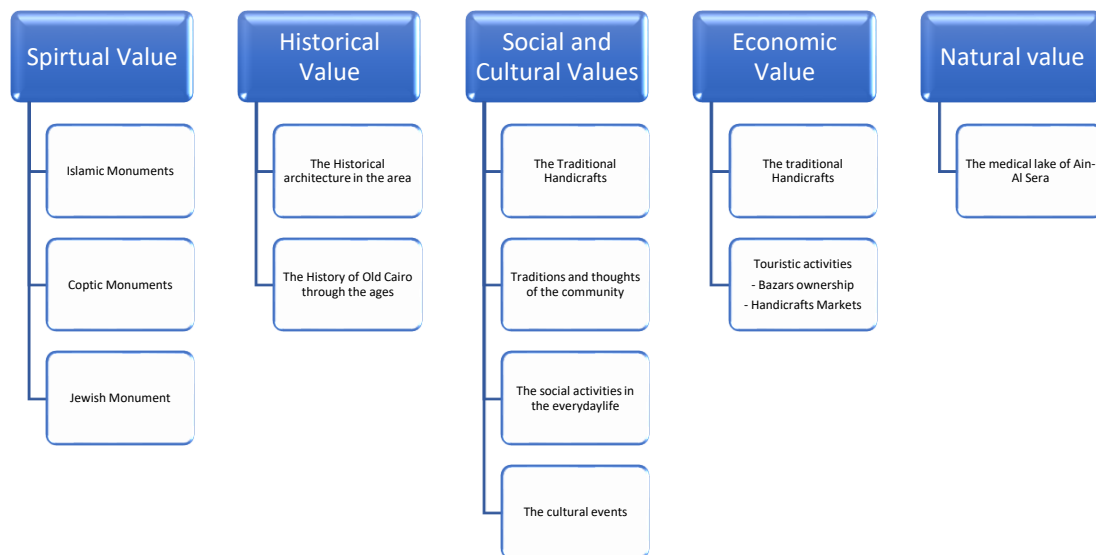 Spirtual Value
Islamic Monuments
Coptic Monuments
Jewish Monument
Historical
Value
The Historical
architecture in the area
The History of Old Cairo
through the ages
Social and
Cultural Values
The Traditional
Handicrafts
Traditions and thoughts
of the community
The social activities in
the everydaylife
The cultural events
Economic
Value
The traditional
Handicrafts
Touristic activities
- Bazars ownership
- Handicrafts Markets
Natural value
The medical lake of Ain-
Al Sera